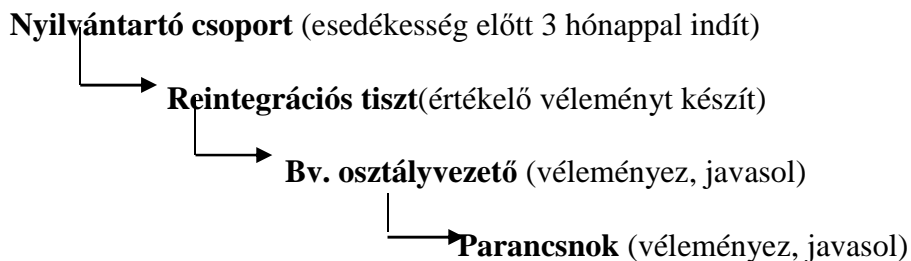 Nyilvántartó csoport (esedékesség előtt 3 hónappal indít)
Reintegrációs tiszt(értékelő véleményt készít)
Bv. osztályvezető (véleményez, javasol)
Parancsnok (véleményez, javasol)